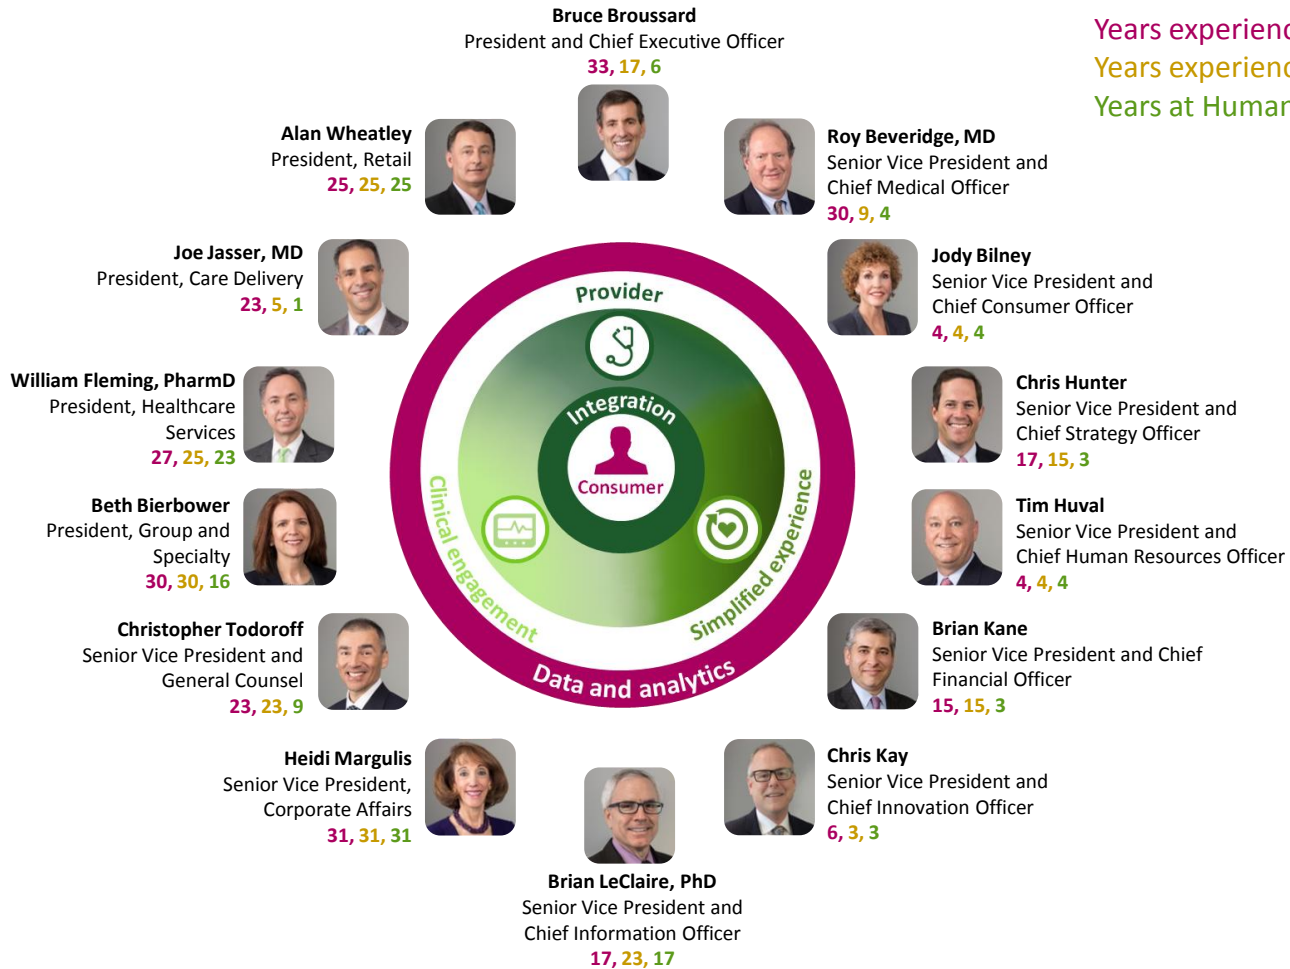 Bruce Broussard
President and Chief Executive Officer
33, 17, 6
Years experienc
Years experienc
Years at Human
Alan Wheatley
President, Retail
25, 25, 25
Roy Beveridge, MD
Senior Vice President and
Chief Medical Officer
30, 9, 4
Joe Jasser, MD
President, Care Delivery
23, 5, 1
Jody Bilney
Senior Vice President and
Chief Consumer Officer
4, 4, 4
William Fleming, PharmD
President, Healthcare
Services
27, 25, 23
Chris Hunter
Senior Vice President and
Chief Strategy Officer
17, 15, 3
Beth Bierbower
President, Group and
Specialty
30, 30, 16
Tim Huval
Senior Vice President and
Chief Human Resources Officer
4, 4, 4
Christopher Todoroff
Senior Vice President and
General Counsel
23, 23, 9
Brian Kane
Senior Vice President and Chief
Financial Officer
15, 15, 3
Heidi Margulis
Senior Vice President,
Corporate Affairs
31, 31, 31
Chris Kay
Senior Vice President and
Chief Innovation Officer
6, 3, 3
Brian LeClaire, PhD
Senior Vice President and
Chief Information Officer
17, 23, 17
Provider
Integration
Consumer
Clinical engagement
Simplified experience
Data and analytics